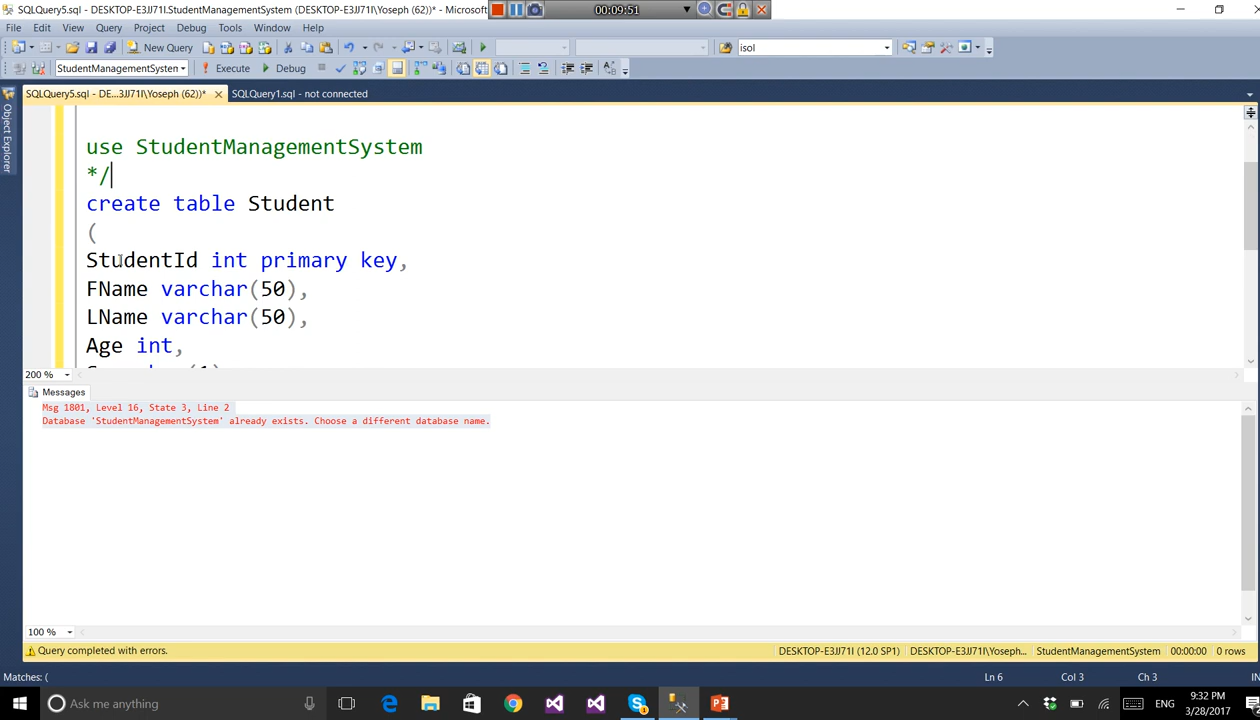 SQLQuery5.sql - DESKTOP-E3JJ71I.StudentManagementSystem (DESKTOP-E3JJ71I\Yoseph (62))* - Microsoft
00:09:51
File Edit View Query Project Debug Tools Window Help
New Query
isol
StudentManagementSysten
Execute
Debug
SQLQuery5.sql - DE...3JJ71I\Yoseph (62))*
SQLQuery1.sql - not connected
Object Explorer
use StudentManagementSystem
*/
create table Student
(
StudentId int primary key,
FName varchar(50),
LName varchar(50),
Age int,
200 %
Messages
Msg 1801, Level 16, State 3, Line 2
Database 'StudentManagementSystem' already exists. Choose a different database name.
100 %
Query completed with errors.
DESKTOP-E3JJ71I (12.0 SP1)
DESKTOP-E3JJ71I\Yoseph...
StudentManagementSystem
00:00:00
0 rows
Matches: (
Ln 6
Col 3
Ch 3
IN
Ask me anything
ENG
9:32 PM
3/28/2017